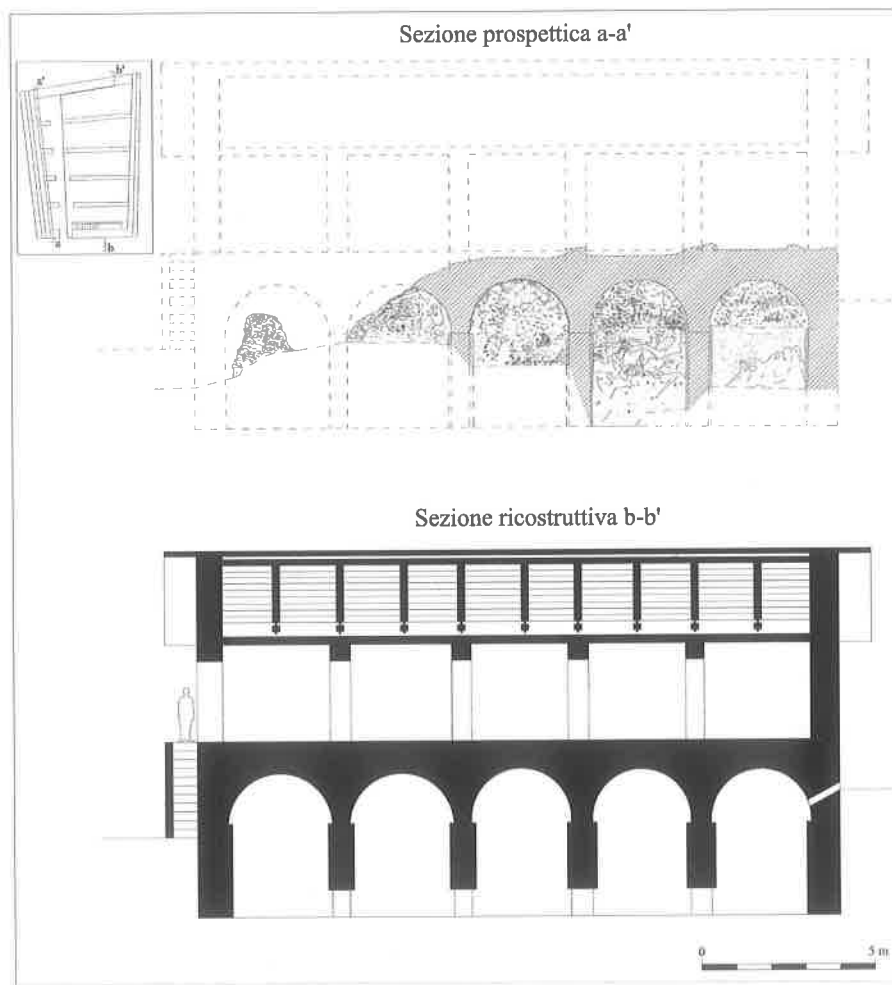 Sezione prospettica a-a'
a' b'
a b
Sezione ricostruttiva b-b'
0 5 m